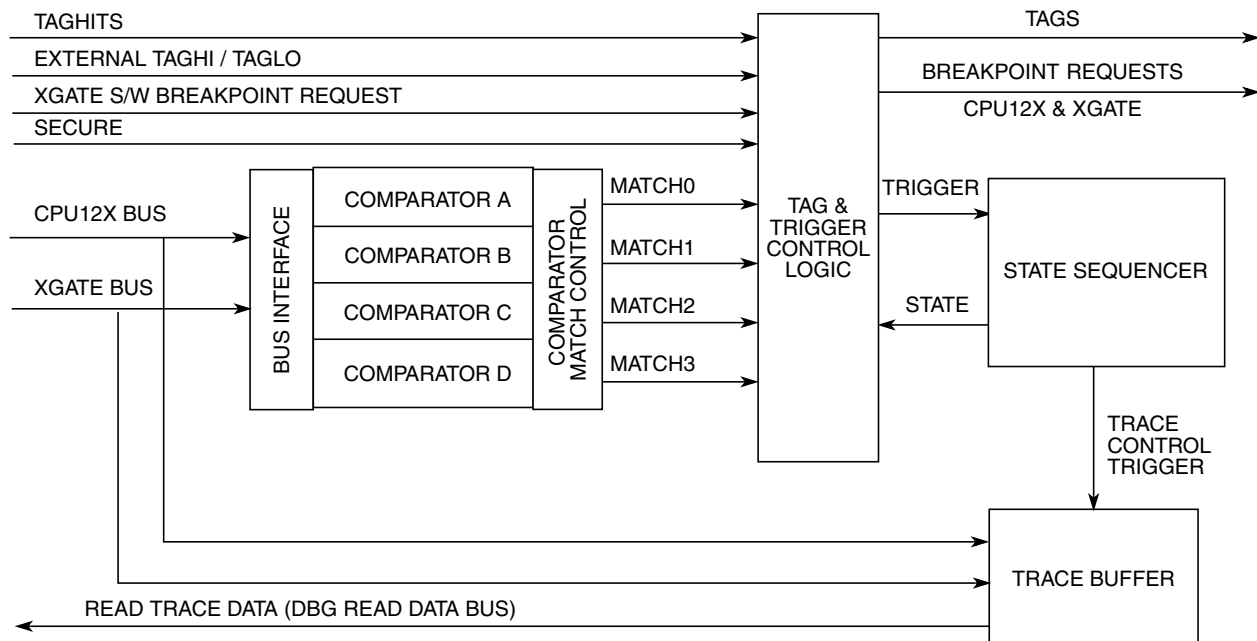 TAGHITS
TAGS
EXTERNAL TAGHI / TAGLO
BREAKPOINT REQUESTS
XGATE S/W BREAKPOINT REQUEST
CPU12X & XGATE
SECURE
CPU12X BUS
XGATE BUS
BUS INTERFACE
COMPARATOR A
COMPARATOR B
COMPARATOR C
COMPARATOR D
COMPARATOR
MATCH CONTROL
MATCH0
MATCH1
MATCH2
MATCH3
TAG &
TRIGGER
CONTROL
LOGIC
TRIGGER
STATE
STATE SEQUENCER
TRACE
CONTROL
TRIGGER
TRACE BUFFER
READ TRACE DATA (DBG READ DATA BUS)